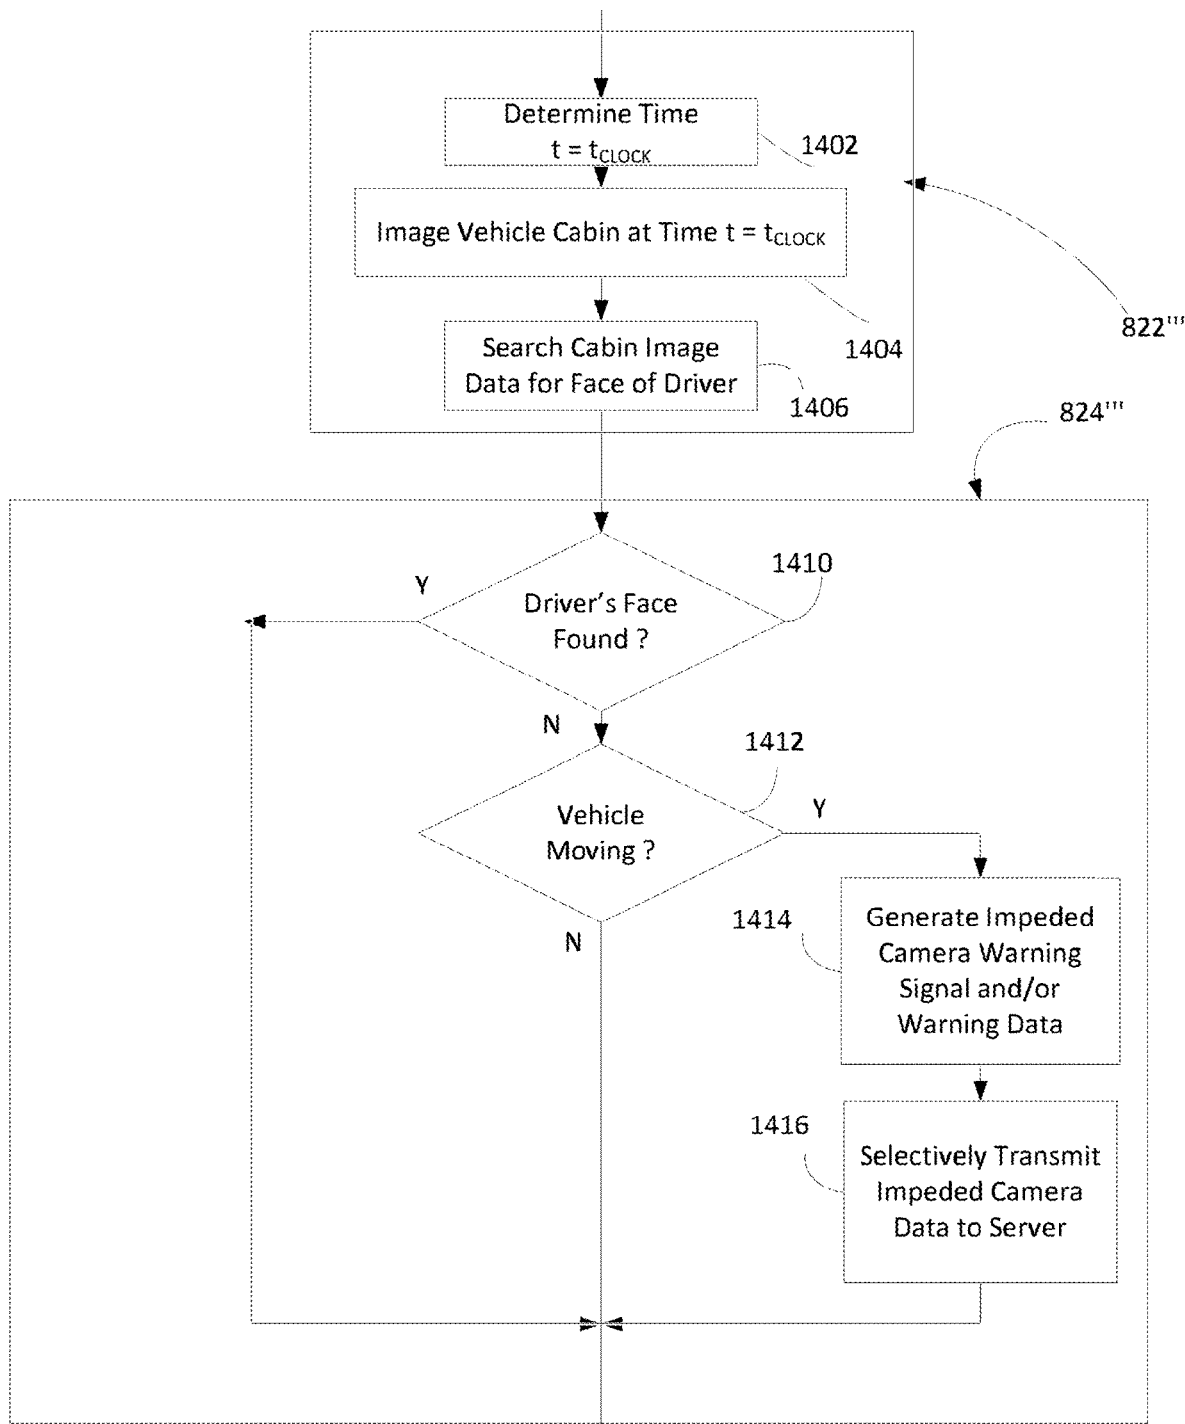 Determine Time
t = tCLOCK
1402
Image Vehicle Cabin at Time t = tCLOCK
822'''
1404
Search Cabin Image
Data for Face of Driver
1406
824'''
1410
Y
Driver's Face
Found ?
N
1412
Vehicle
Moving ?
Y
N
1414
Generate Impeded
Camera Warning
Signal and/or
Warning Data
1416
Selectively Transmit
Impeded Camera
Data to Server